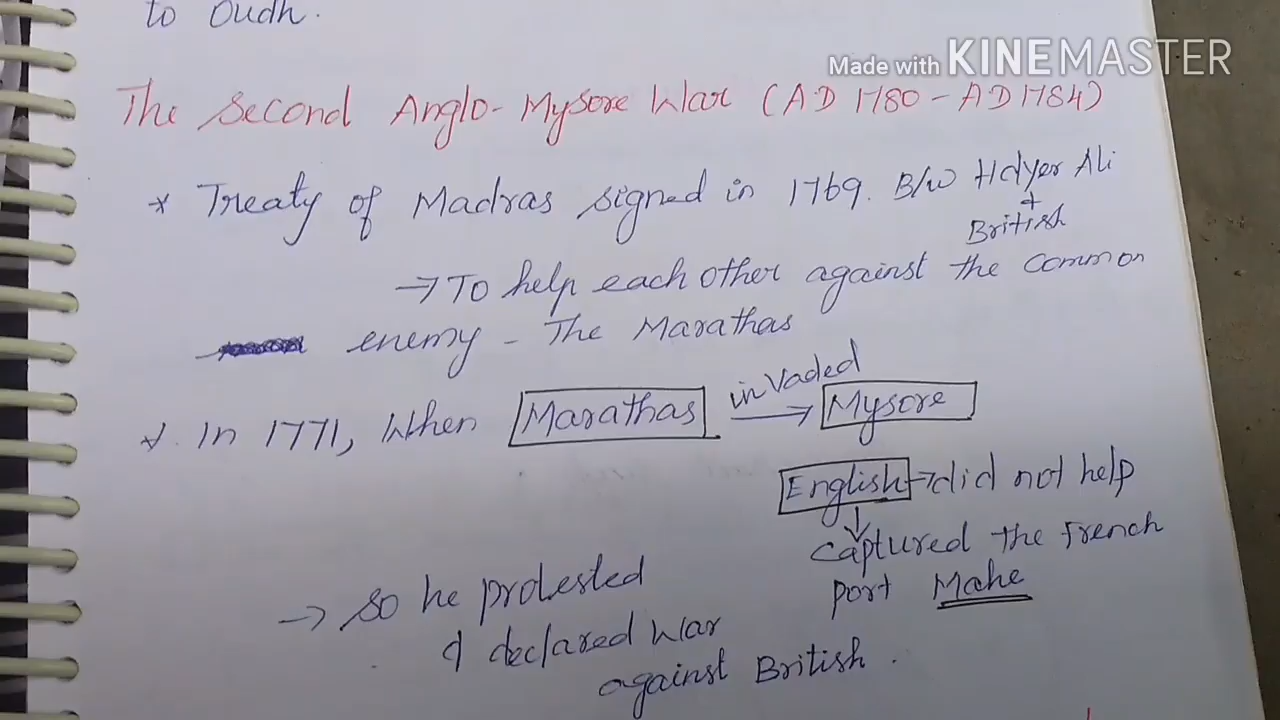 to Oudh.
Made with KINEMASTER
The Second Anglo-Mysore War (AD 1780 - AD 1784)
* Treaty of Madras signed in 1769. B/w Hdyer Ali
+
British
→ To help each other against the common
enemy - The Marathas
* In 1771, When Marathas invaded → Mysore
English → did not help
↓
captured the French
port Mahe
→ So he protested
& declared War
against British.